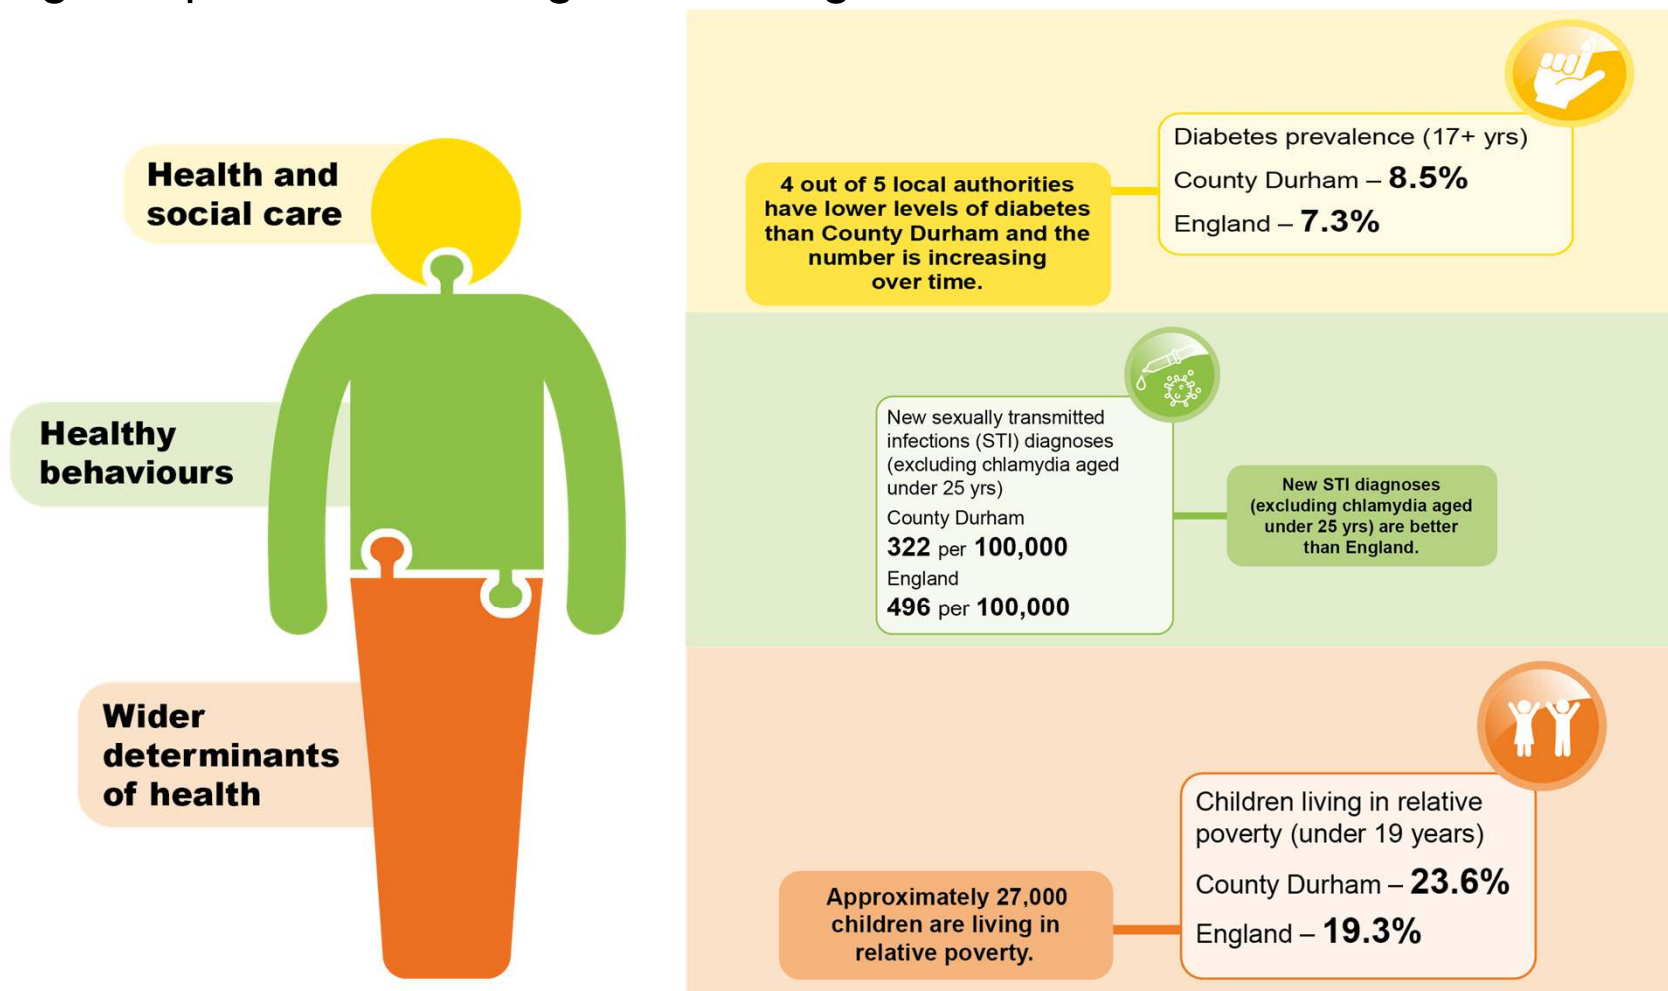 Health and
social care
4 out of 5 local authorities
have lower levels of diabetes
than County Durham and the
number is increasing
over time.
Diabetes prevalence (17+ yrs)
County Durham – 8.5%
England – 7.3%
Healthy
behaviours
New sexually transmitted
infections (STI) diagnoses
(excluding chlamydia aged
under 25 yrs)
County Durham
322 per 100,000
England
496 per 100,000
New STI diagnoses
(excluding chlamydia aged
under 25 yrs) are better
than England.
Wider
determinants
of health
Approximately 27,000
children are living in
relative poverty.
Children living in relative
poverty (under 19 years)
County Durham – 23.6%
England – 19.3%